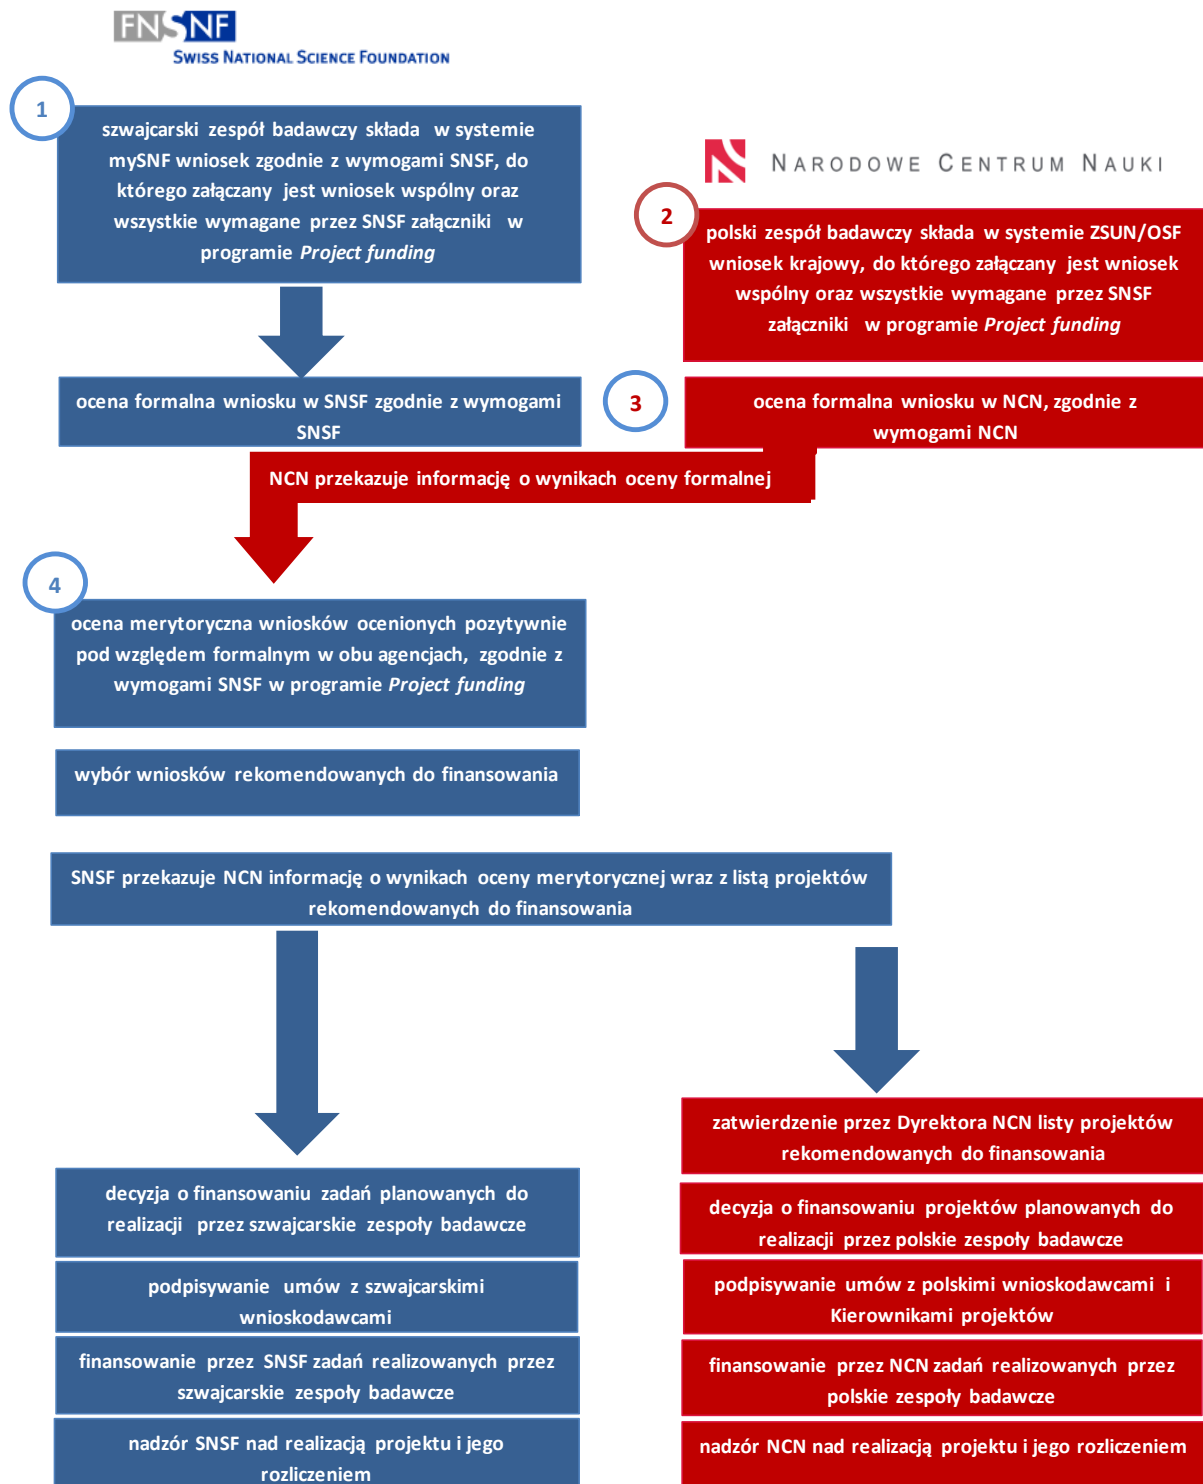 FNSNF
SWISS NATIONAL SCIENCE FOUNDATION
1
szwajcarski zespół badawczy składa w systemie
mySNF wniosek zgodnie z wymogami SNSF, do
którego załączany jest wniosek wspólny oraz
wszystkie wymagane przez SNSF załączniki w
programie Project funding
NARODOWE CENTRUM NAUKI
2
polski zespół badawczy składa w systemie ZSUN/OSF
wniosek krajowy, do którego załączany jest wniosek
wspólny oraz wszystkie wymagane przez SNSF
załączniki w programie Project funding
ocena formalna wniosku w SNSF zgodnie z wymogami
SNSF
3
ocena formalna wniosku w NCN, zgodnie z
wymogami NCN
NCN przekazuje informację o wynikach oceny formalnej
4
ocena merytoryczna wniosków ocenionych pozytywnie
pod względem formalnym w obu agencjach, zgodnie z
wymogami SNSF w programie Project funding
wybór wniosków rekomendowanych do finansowania
SNSF przekazuje NCN informację o wynikach oceny merytorycznej wraz z listą projektów
rekomendowanych do finansowania
zatwierdzenie przez Dyrektora NCN listy projektów
rekomendowanych do finansowania
decyzja o finansowaniu zadań planowanych do
realizacji przez szwajcarskie zespoły badawcze
decyzja o finansowaniu projektów planowanych do
realizacji przez polskie zespoły badawcze
podpisywanie umów z szwajcarskimi
wnioskodawcami
podpisywanie umów z polskimi wnioskodawcami i
Kierownikami projektów
finansowanie przez SNSF zadań realizowanych przez
szwajcarskie zespoły badawcze
finansowanie przez NCN zadań realizowanych przez
polskie zespoły badawcze
nadzór SNSF nad realizacją projektu i jego
rozliczeniem
nadzór NCN nad realizacją projektu i jego rozliczeniem